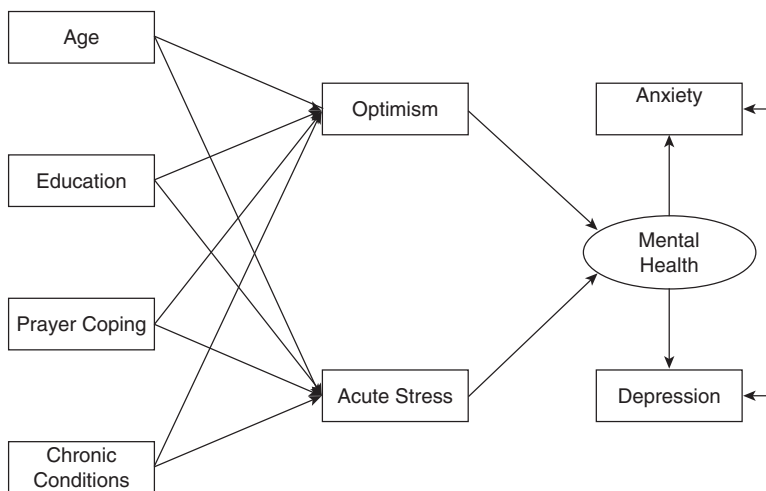 Age
Education
Prayer Coping
Chronic
Conditions
Optimism
Acute Stress
Mental
Health
Anxiety
Depression